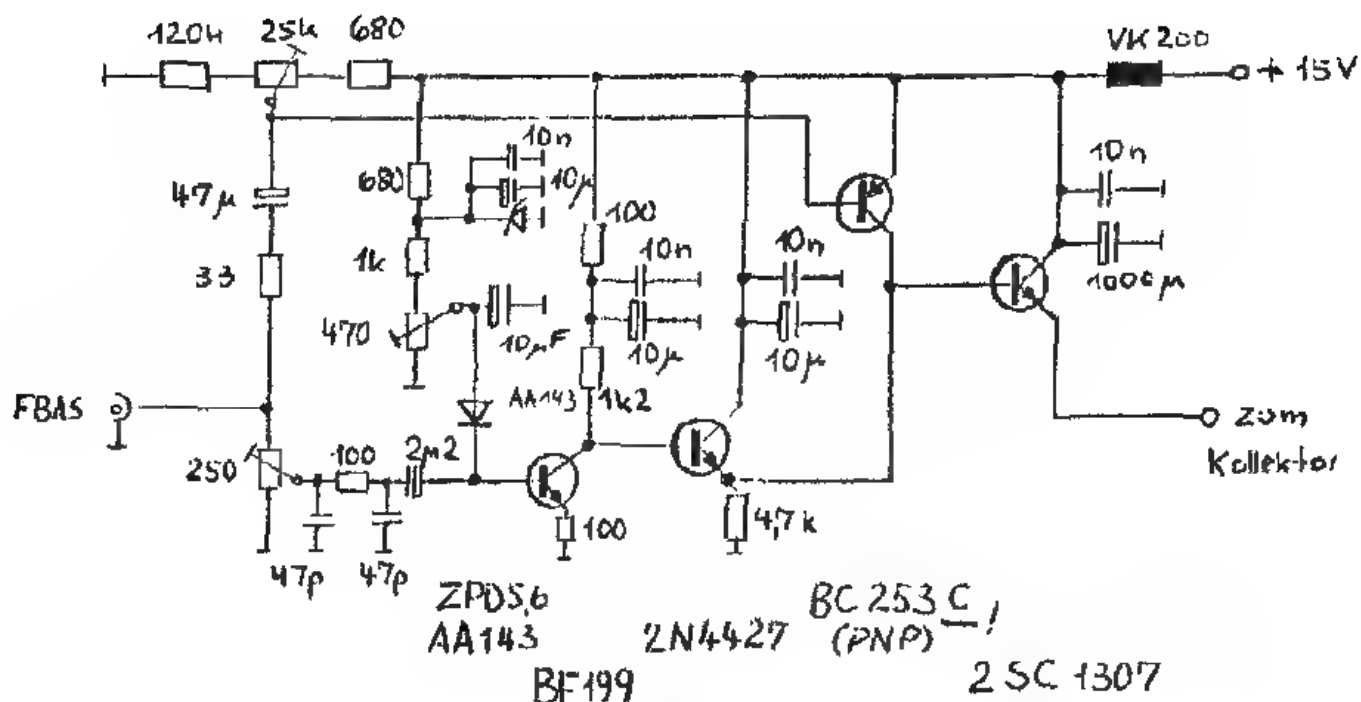 120k 25k 680
VK 200
+ 15V
10n
680
10µ
47µ
100
10n
10n
10n
1k
33
1000µ
470
10µF
10µ
10µ
AA143
1k2
FBAS
zum
Kollektor
250
100
2µ2
100
4,7k
47p
47p
ZPD5,6
BC 253 C !
AA143
2N4427
(PNP)
BF199
2 SC 1307